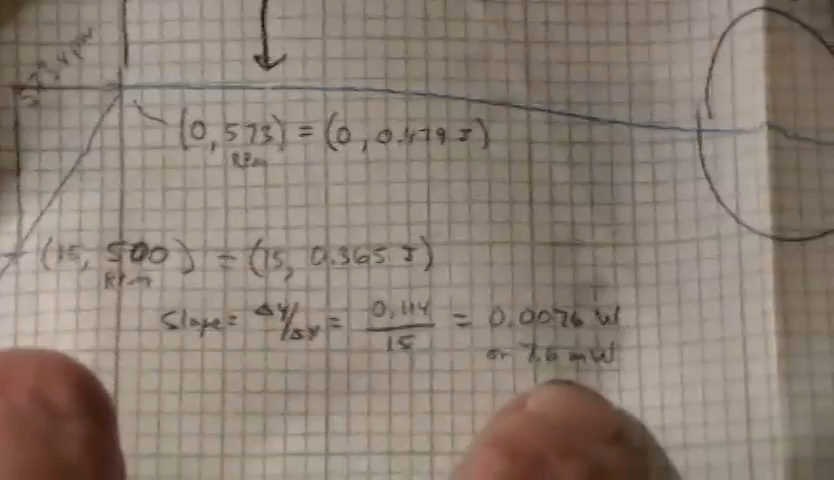 (0, 573) = (0, 0.479 J)
RPm
(15, 500) = (15, 0.365 J)
RPm
Slope = ΔY/ΔX = 0.114/15 = 0.0076 W
or 7.6 mW